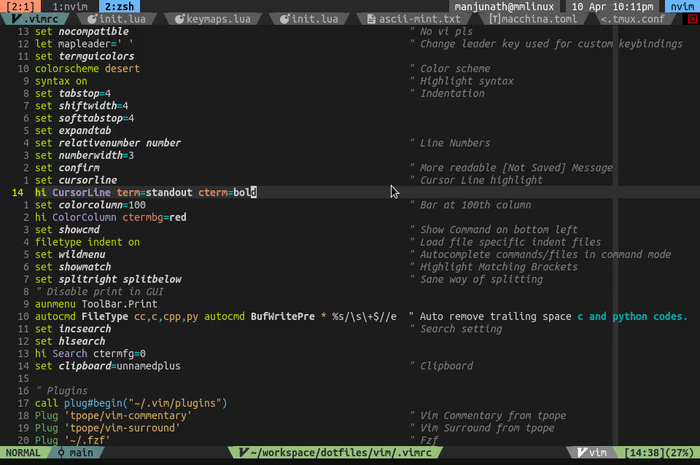 [2:1] 1:nvim 2:zsh manjunath@mmlinux 10 Apr 10:11pm nvim
.vimrc init.lua keymaps.lua init.lua ascii-mint.txt macchina.toml <.tmux.conf
13 set nocompatible " No vi pls
12 let mapleader=' ' " Change leader key used for custom keybindings
11 set termguicolors
10 colorscheme desert " Color scheme
9 syntax on " Highlight syntax
8 set tabstop=4 " Indentation
7 set shiftwidth=4
6 set softtabstop=4
5 set expandtab
4 set relativenumber number " Line Numbers
3 set numberwidth=3
2 set confirm " More readable [Not Saved] Message
1 set cursorline " Cursor Line highlight
14 hi CursorLine term=standout cterm=bold
1 set colorcolumn=100 " Bar at 100th column
2 hi ColorColumn ctermbg=red
3 set showcmd " Show Command on bottom left
4 filetype indent on " Load file specific indent files
5 set wildmenu " Autocomplete commands/files in command mode
6 set showmatch " Highlight Matching Brackets
7 set splitright splitbelow " Sane way of splitting
8 " Disable print in GUI
9 aunmenu ToolBar.Print
10 autocmd FileType cc,c,cpp,py autocmd BufWritePre * %s/\s\+$//e " Auto remove trailing space c and python codes.
11 set incsearch " Search setting
12 set hlsearch
13 hi Search ctermfg=0
14 set clipboard=unnamedplus " Clipboard
15
16 " Plugins
17 call plug#begin("~/.vim/plugins")
18 Plug 'tpope/vim-commentary' " Vim Commentary from tpope
19 Plug 'tpope/vim-surround' " Vim Surround from tpope
20 Plug '~/.fzf' " Fzf
NORMAL main ~/workspace/dotfiles/vim/.vimrc vim [14:38](27%)